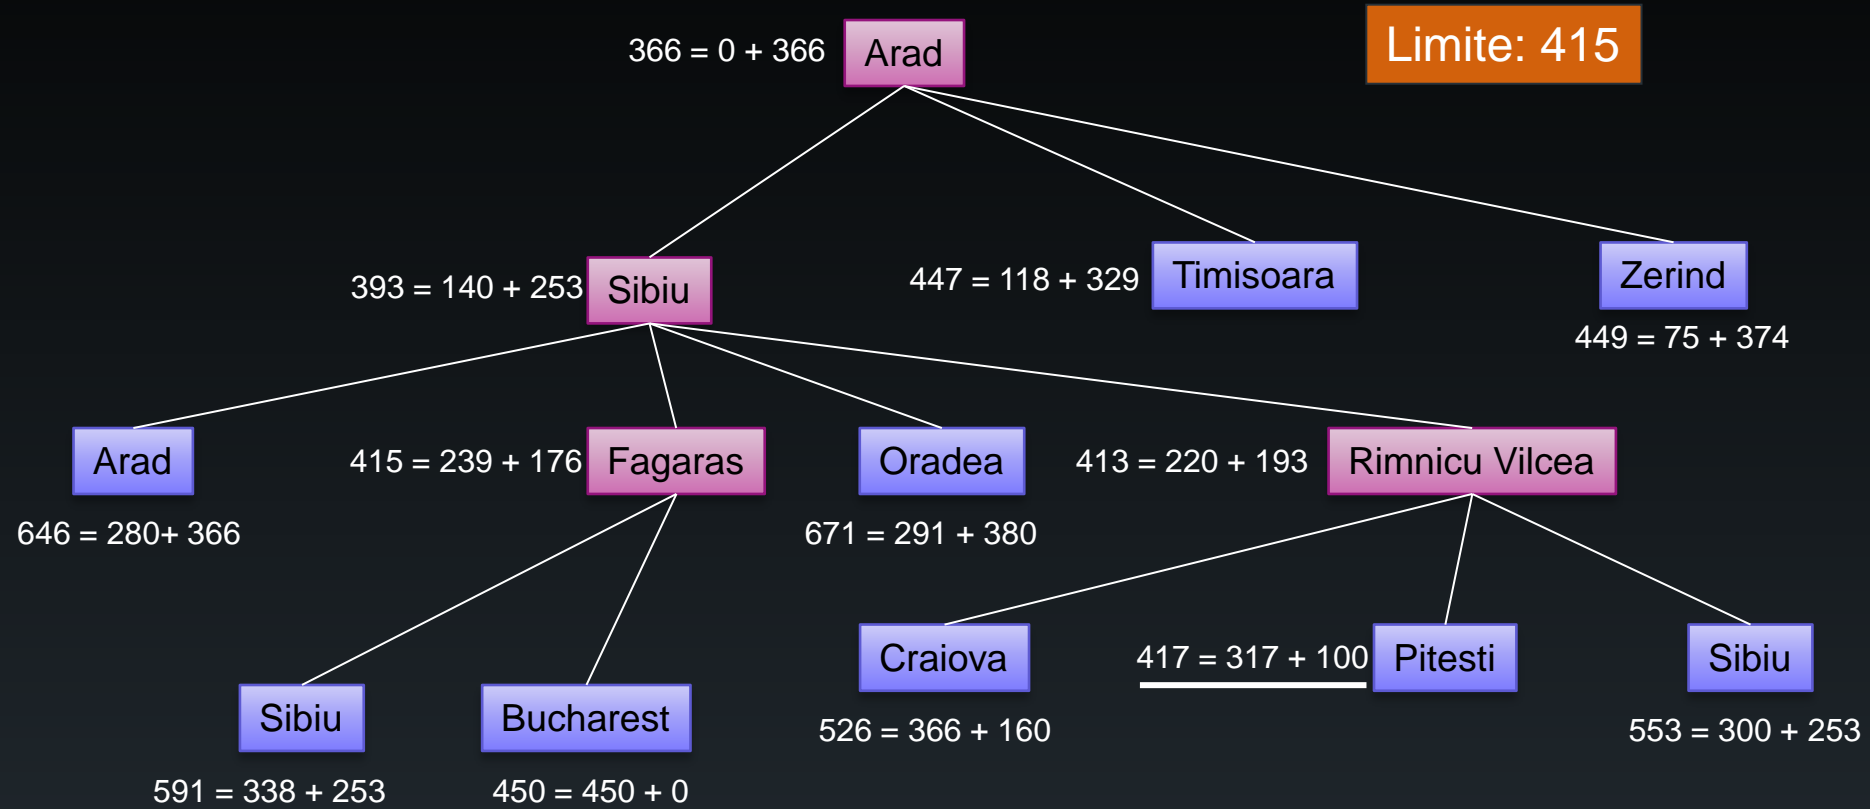 366 = 0 + 366
Arad
Limite: 415
393 = 140 + 253
Sibiu
447 = 118 + 329
Timisoara
Zerind
449 = 75 + 374
Arad
646 = 280+ 366
415 = 239 + 176
Fagaras
Oradea
671 = 291 + 380
413 = 220 + 193
Rimnicu Vilcea
Sibiu
591 = 338 + 253
Bucharest
450 = 450 + 0
Craiova
526 = 366 + 160
417 = 317 + 100
Pitesti
Sibiu
553 = 300 + 253